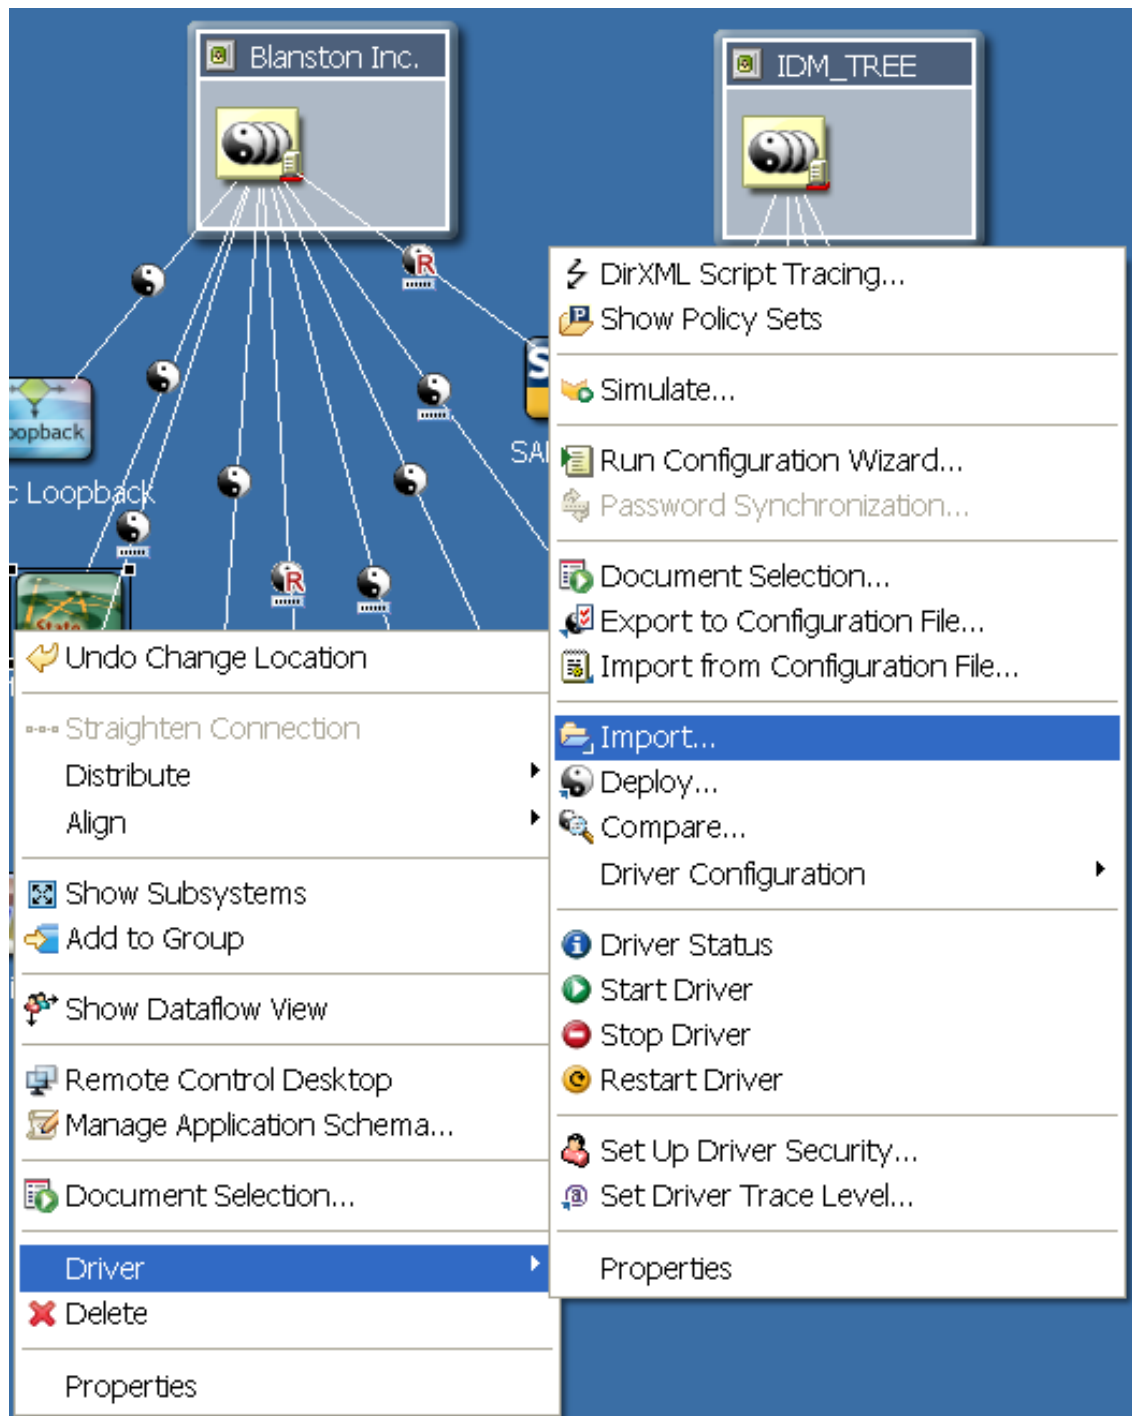 Blanston Inc.
IDM_TREE
R
oopback
c Loopback
S
SA
R
State
DirXML Script Tracing...
Show Policy Sets
Simulate...
Run Configuration Wizard...
Password Synchronization...
Document Selection...
Export to Configuration File...
Import from Configuration File...
Import...
Deploy...
Compare...
Driver Configuration
Driver Status
Start Driver
Stop Driver
Restart Driver
Set Up Driver Security...
Set Driver Trace Level...
Properties
Undo Change Location
Straighten Connection
Distribute
Align
Show Subsystems
Add to Group
Show Dataflow View
Remote Control Desktop
Manage Application Schema...
Document Selection...
Driver
Delete
Properties